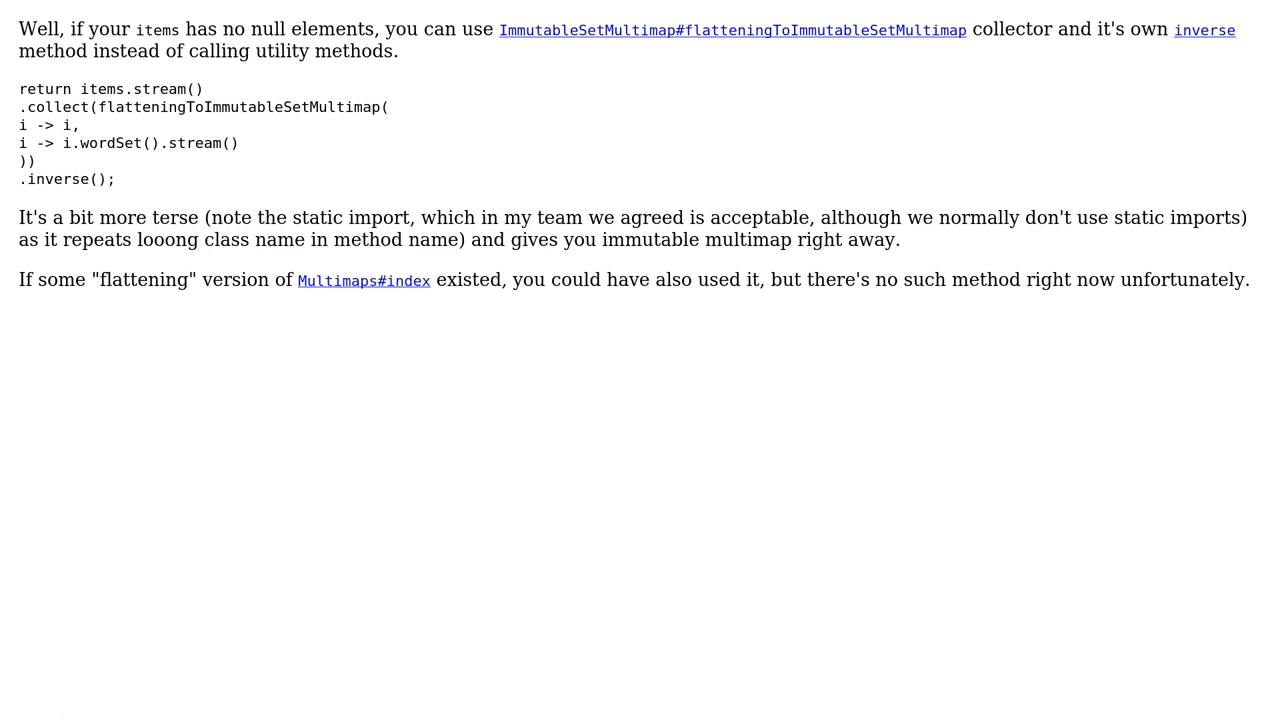 Well, if your items has no null elements, you can use ImmutableSetMultimap#flatteningToImmutableSetMultimap collector and it's own inverse
method instead of calling utility methods.
return items.stream()
.collect(flatteningToImmutableSetMultimap(
i -> i,
i -> i.wordSet().stream()
))
.inverse();
It's a bit more terse (note the static import, which in my team we agreed is acceptable, although we normally don't use static imports)
as it repeats looong class name in method name) and gives you immutable multimap right away.
If some "flattening" version of Multimaps#index existed, you could have also used it, but there's no such method right now unfortunately.